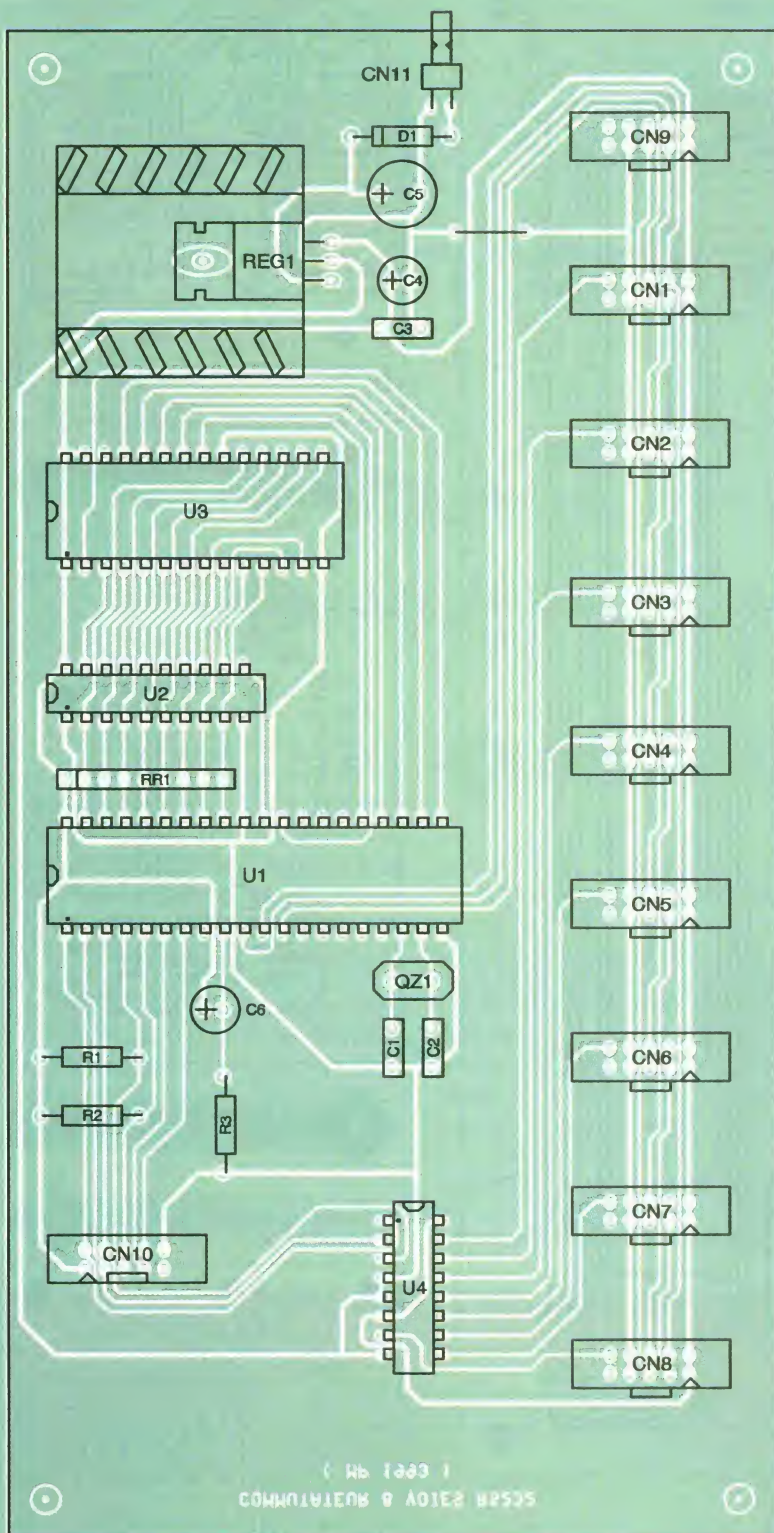 CN11
D1
CN9
C5
REG1
C4
CN1
C3
CN2
U3
CN3
U2
CN4
RR1
U1
CN5
QZ1
C6
C1
C2
CN6
R1
R2
R3
CN7
CN10
U4
CN8
( MP 1993 )
COMMUTATEUR 8 VOIES RS232